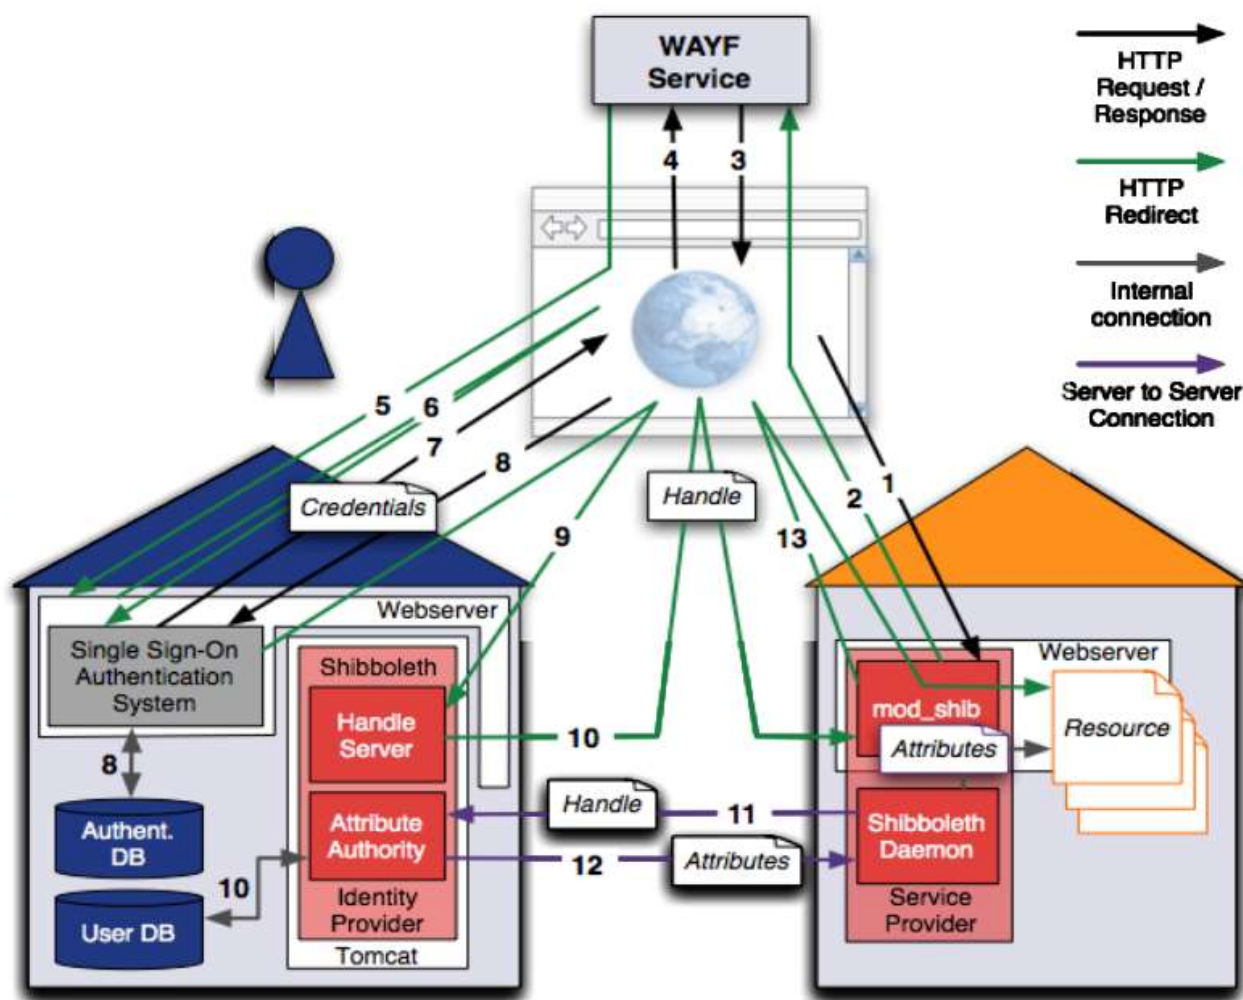 WAYF
Service
HTTP
Request /
Response
HTTP
Redirect
Internal
connection
Server to Server
Connection
4
3
5
6
7
8
Credentials
Handle
9
13
2
1
Webserver
Single Sign-On
Authentication
System
8
Authent.
DB
10
User DB
Shibboleth
Handle
Server
Attribute
Authority
Identity
Provider
Tomcat
10
Handle
11
12
Attributes
Webserver
mod_shib
Attributes
Resource
Shibboleth
Daemon
Service
Provider